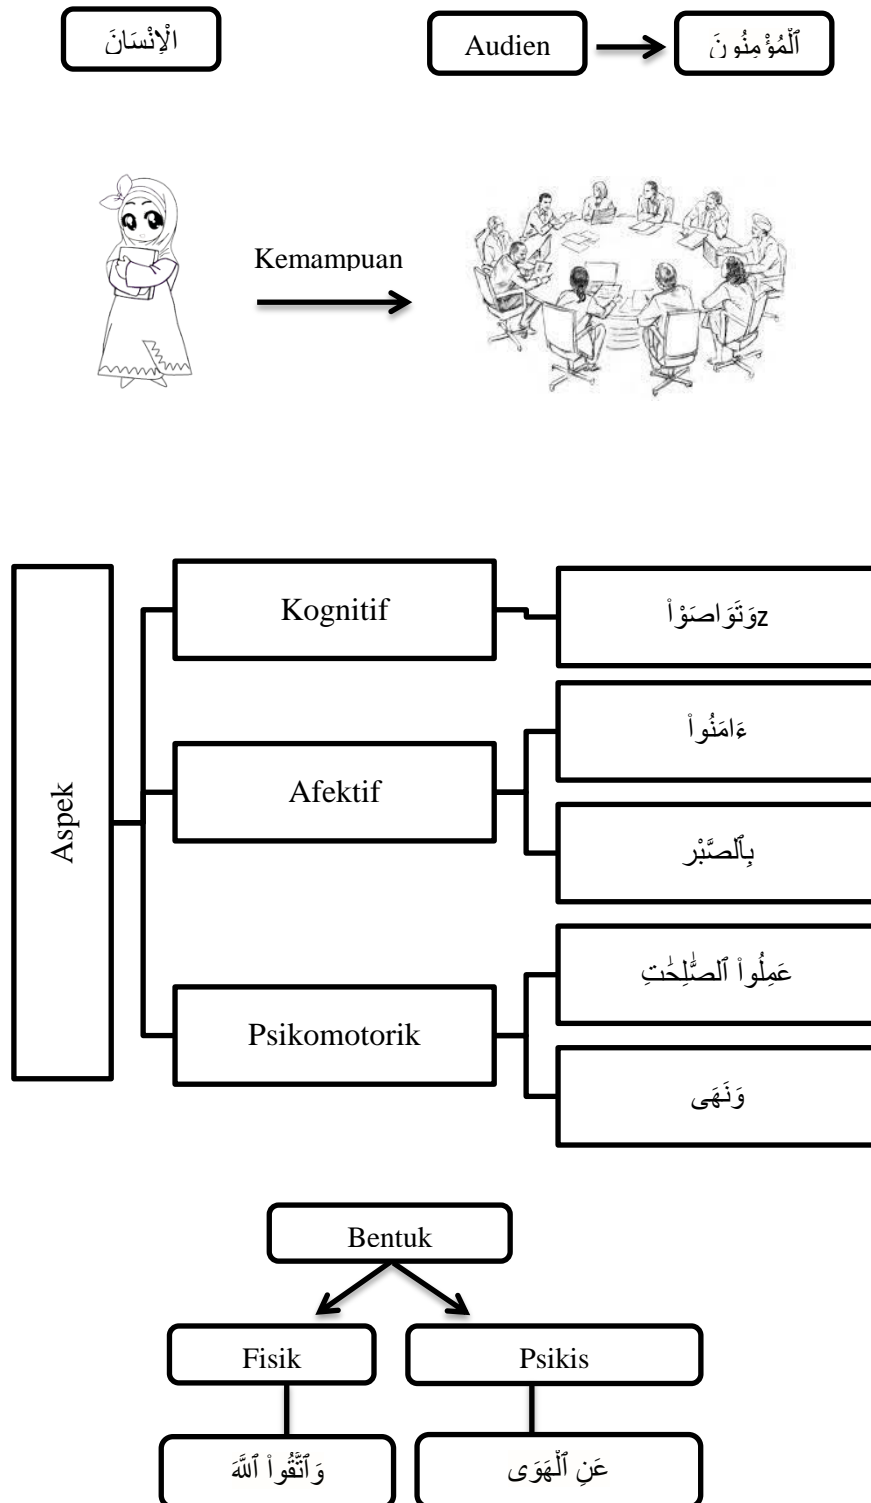 الْإِنْسَانَ
Audien
ٱلْمُؤْمِنُونَ
Kemampuan
Aspek
Kognitif
zوَتَوَاصَوْا۟
Afektif
ءَامَنُوا۟
بِٱلصَّبْر
Psikomotorik
عَمِلُوا۟ ٱلصَّٰلِحَٰتِ
وَنَهَى
Bentuk
Fisik
Psikis
وَٱتَّقُوا۟ ٱللَّهَ
عَنِ ٱلْهَوَى